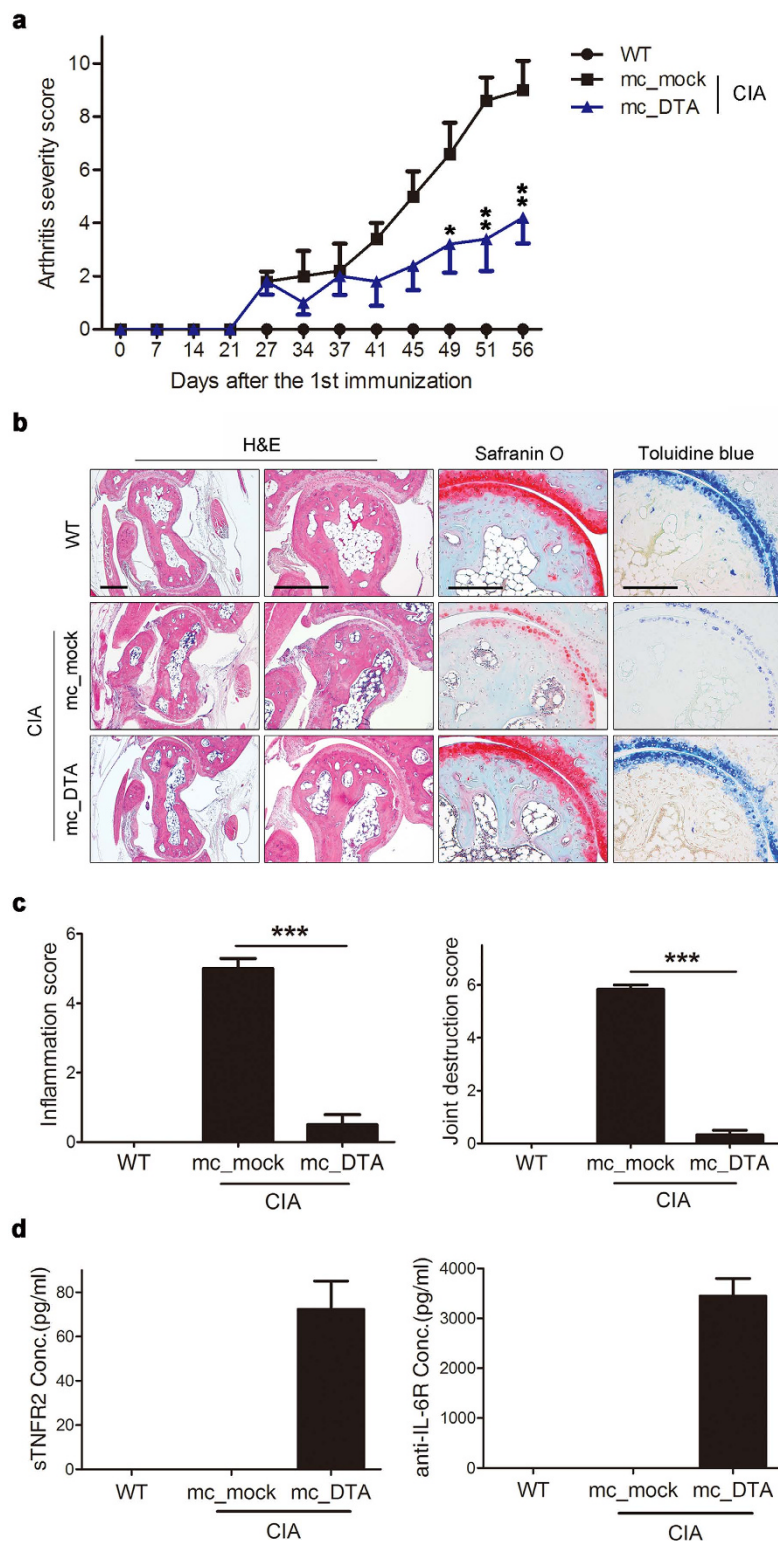 a
WT
mc_mock
mc_DTA
CIA
Arthritis severity score
10
8
6
4
2
0
*
**
**
0 7 14 21 27 34 37 41 45 49 51 56
Days after the 1st immunization
b
H&E Safranin O Toluidine blue
WT
CIA
mc_mock
mc_DTA
c
Inflammation score
6
4
2
0
***
WT mc_mock mc_DTA
CIA
Joint destruction score
6
4
2
0
***
WT mc_mock mc_DTA
CIA
d
sTNFR2 Conc.(pg/ml)
80
60
40
20
0
WT mc_mock mc_DTA
CIA
anti-IL-6R Conc.(pg/ml)
4000
3000
2000
1000
0
WT mc_mock mc_DTA
CIA